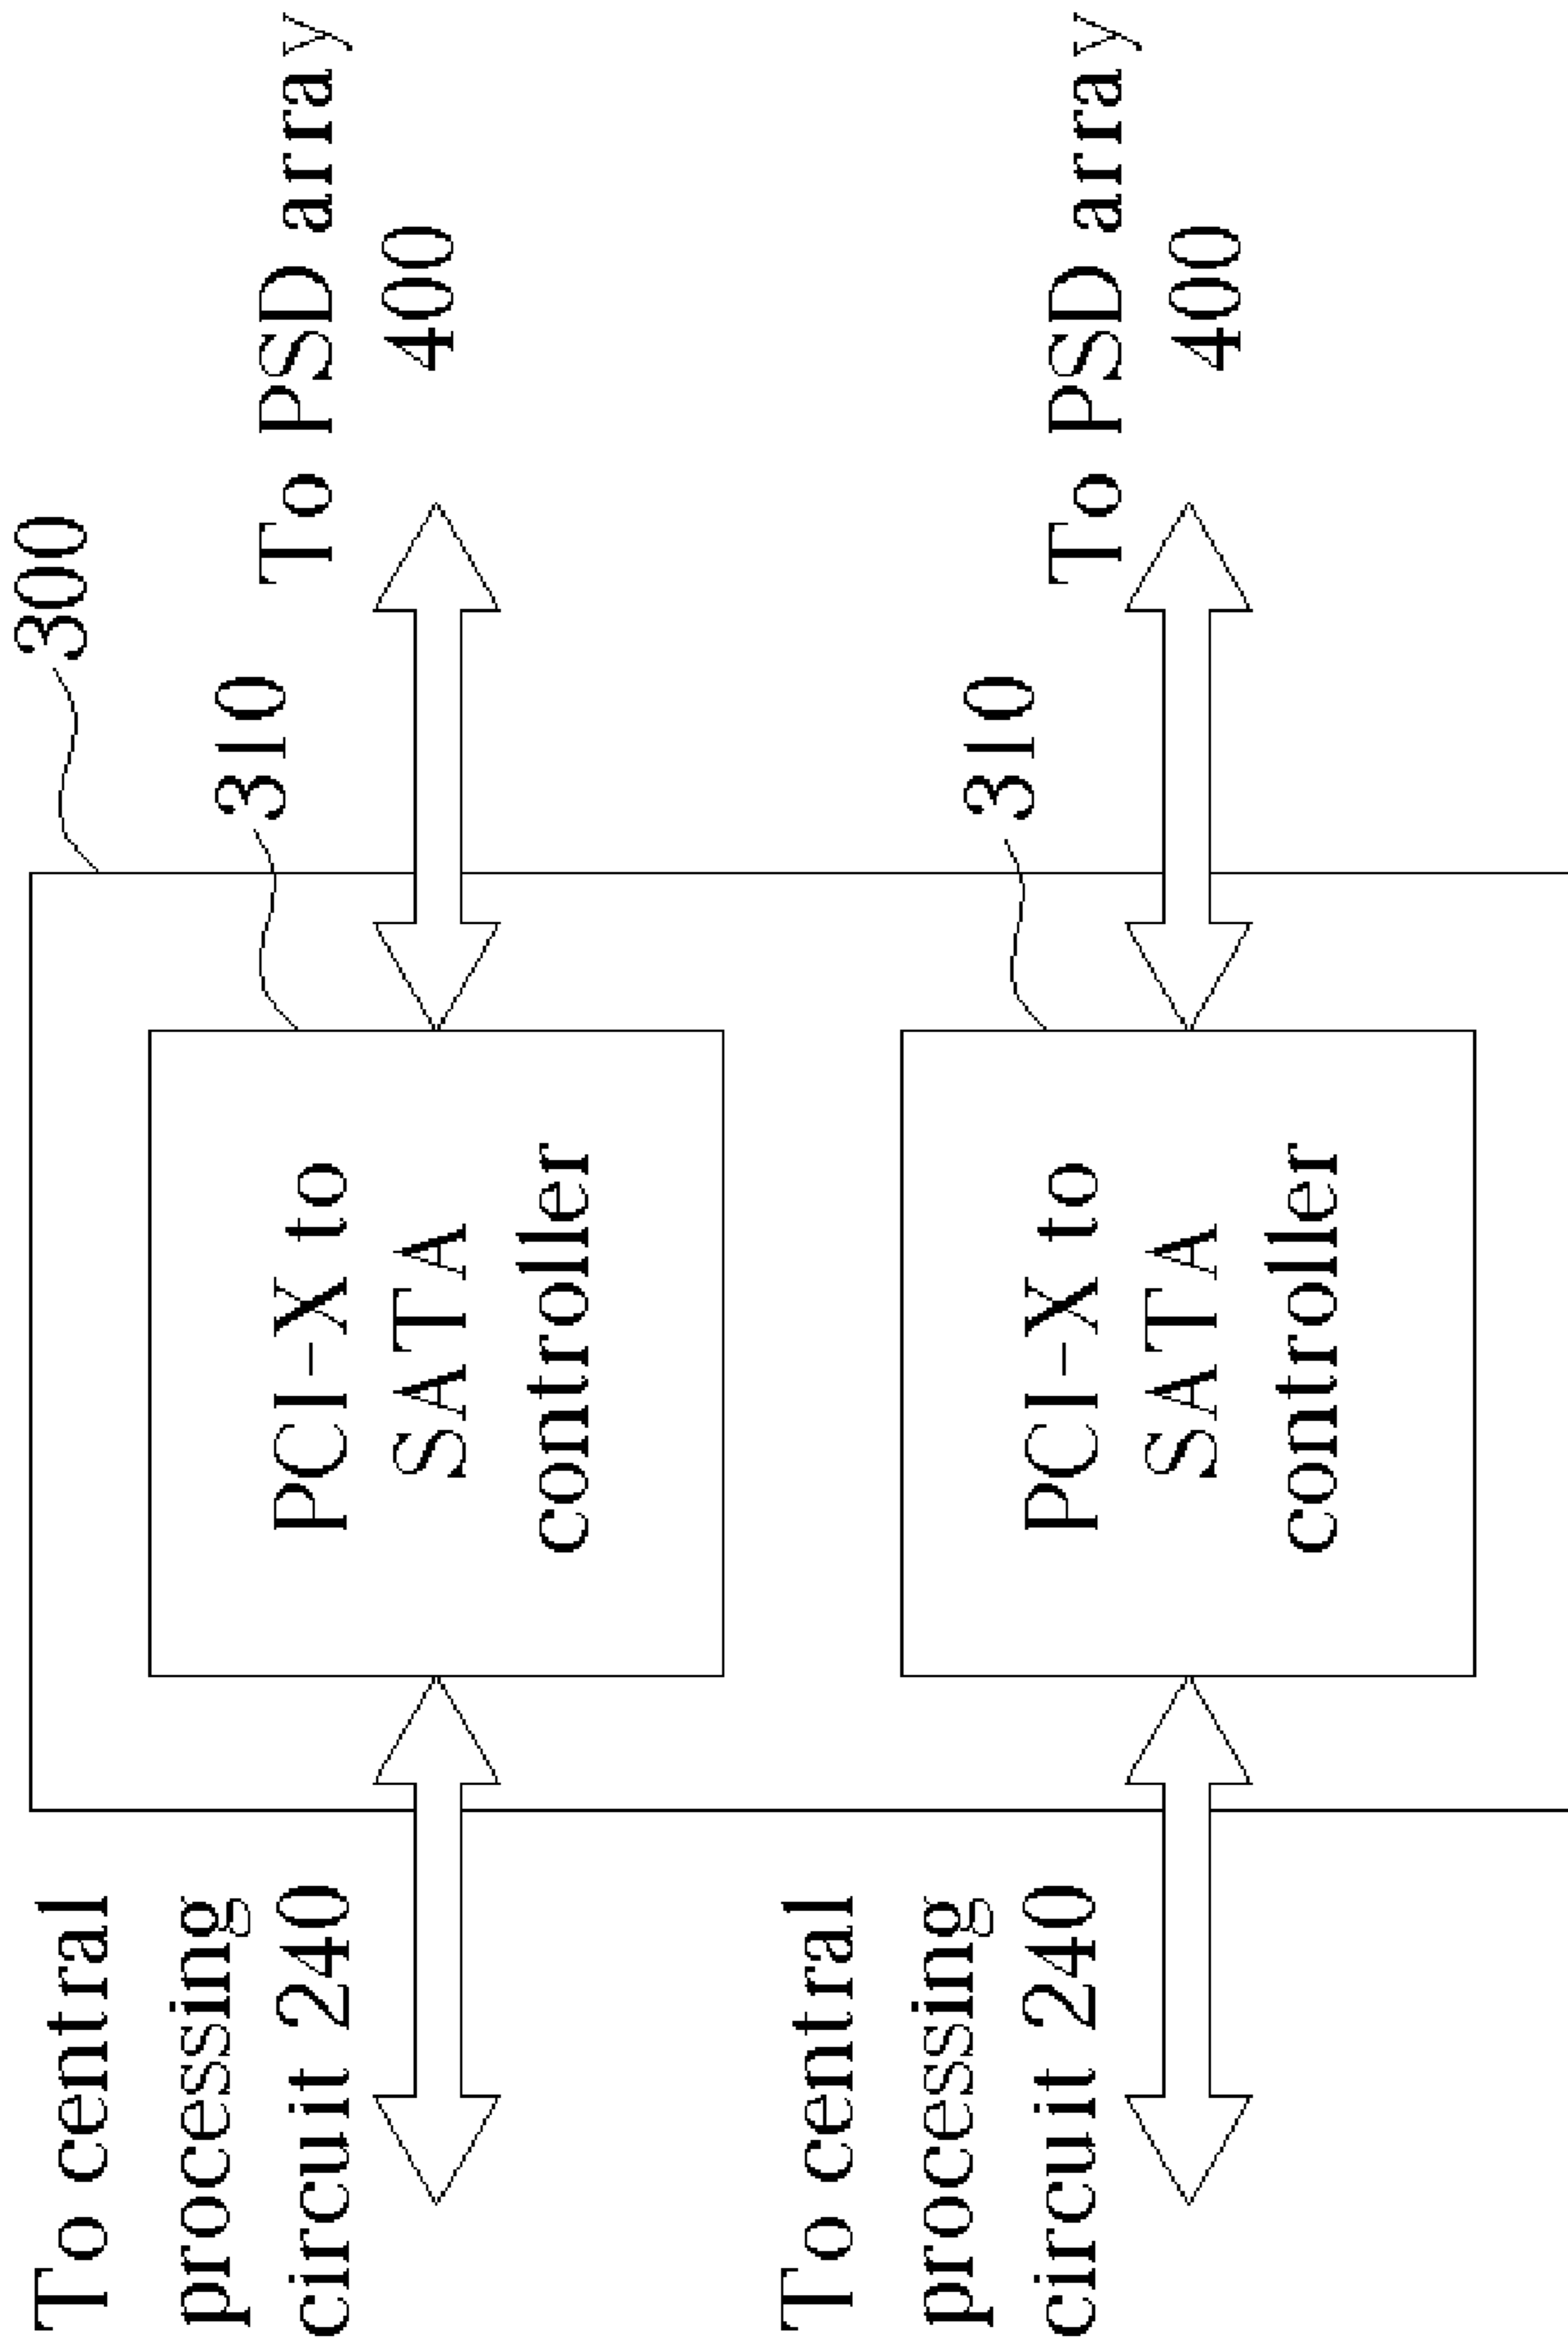 300
To central
processing
circuit 240
PCI-X to
SATA
controller
310
To PSD array
400
To central
processing
circuit 240
PCI-X to
SATA
controller
310
To PSD array
400